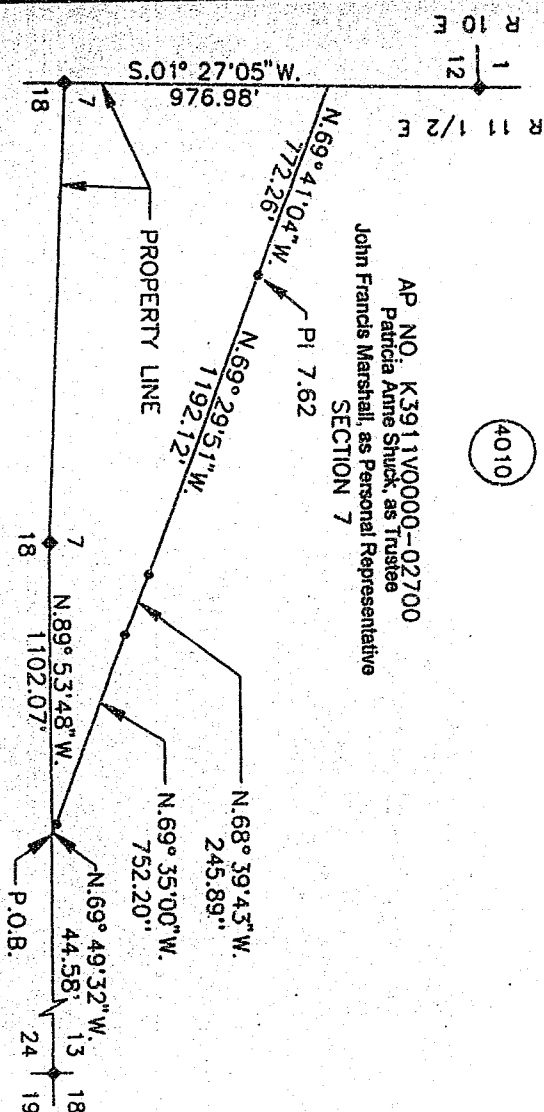 R 10 E
1
12
R 11 1/2 E
S.01° 27'05"W.
976.98'
7
18
N.69° 41'04"W.
772.26'
PROPERTY LINE
PI 7.62
AP NO. K3911V0000-02700
Patricia Anne Shuck, as Trustee
John Francis Marshall, as Personal Representative
SECTION 7
4010
N.69° 29'51"W.
1192.12'
7
18
N.89° 53'48"W.
1102.07'
N.68° 39'43"W.
245.89''
N.69° 35'00"W.
752.20''
N.69° 49'32"W.
44.58'
P.O.B.
13
24
18
19